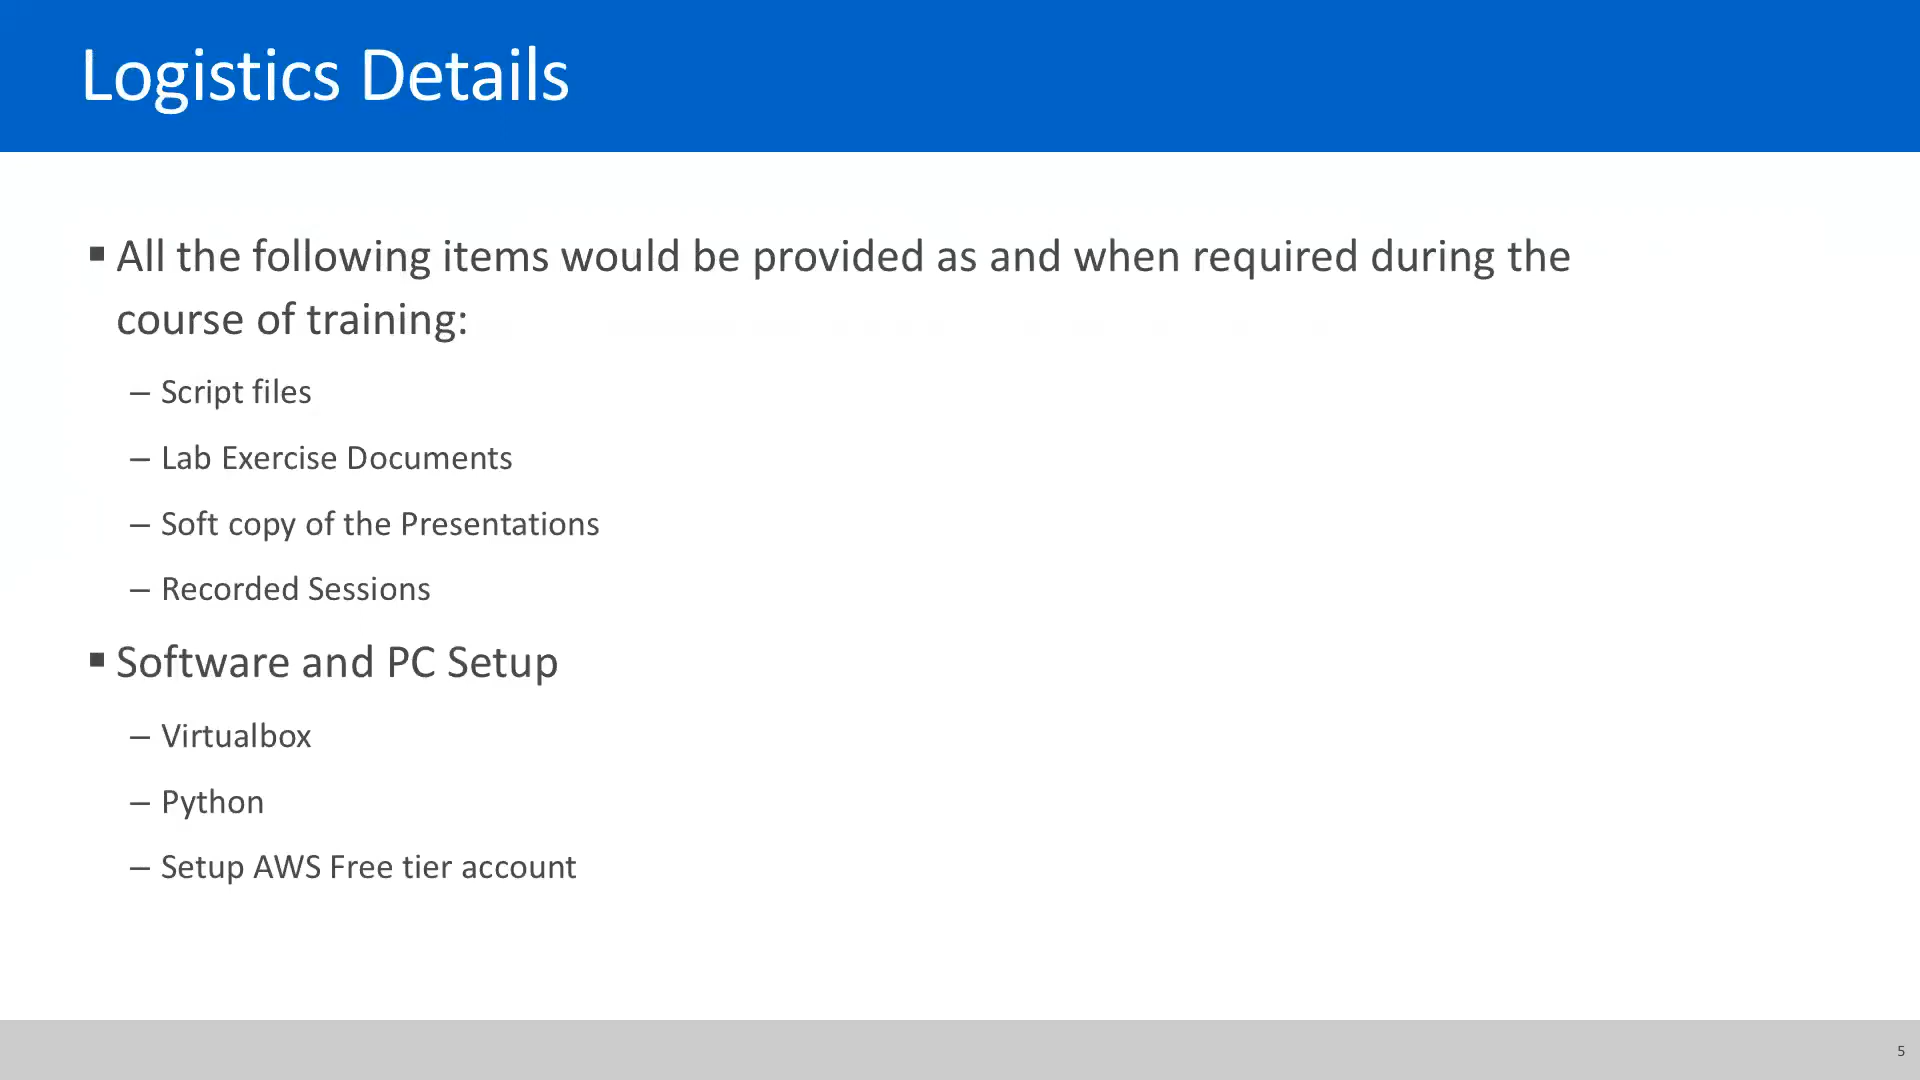 Logistics Details
▪ All the following items would be provided as and when required during the
course of training:
– Script files
– Lab Exercise Documents
– Soft copy of the Presentations
– Recorded Sessions
▪ Software and PC Setup
– Virtualbox
– Python
– Setup AWS Free tier account
5